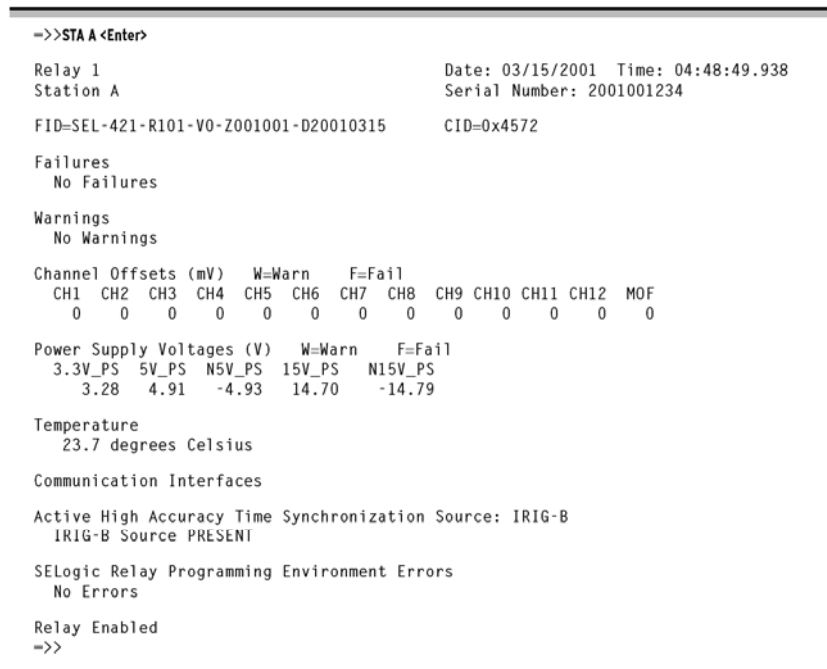 =>>STA A <Enter>
Relay 1 Date: 03/15/2001 Time: 04:48:49.938
Station A Serial Number: 2001001234
FID=SEL-421-R101-V0-Z001001-D20010315 CID=0x4572
Failures
No Failures
Warnings
No Warnings
Channel Offsets (mV) W=Warn F=Fail
CH1 CH2 CH3 CH4 CH5 CH6 CH7 CH8 CH9 CH10 CH11 CH12 MOF
0 0 0 0 0 0 0 0 0 0 0 0 0
Power Supply Voltages (V) W=Warn F=Fail
3.3V_PS 5V_PS N5V_PS 15V_PS N15V_PS
3.28 4.91 -4.93 14.70 -14.79
Temperature
23.7 degrees Celsius
Communication Interfaces
Active High Accuracy Time Synchronization Source: IRIG-B
IRIG-B Source PRESENT
SELogic Relay Programming Environment Errors
No Errors
Relay Enabled
=>>